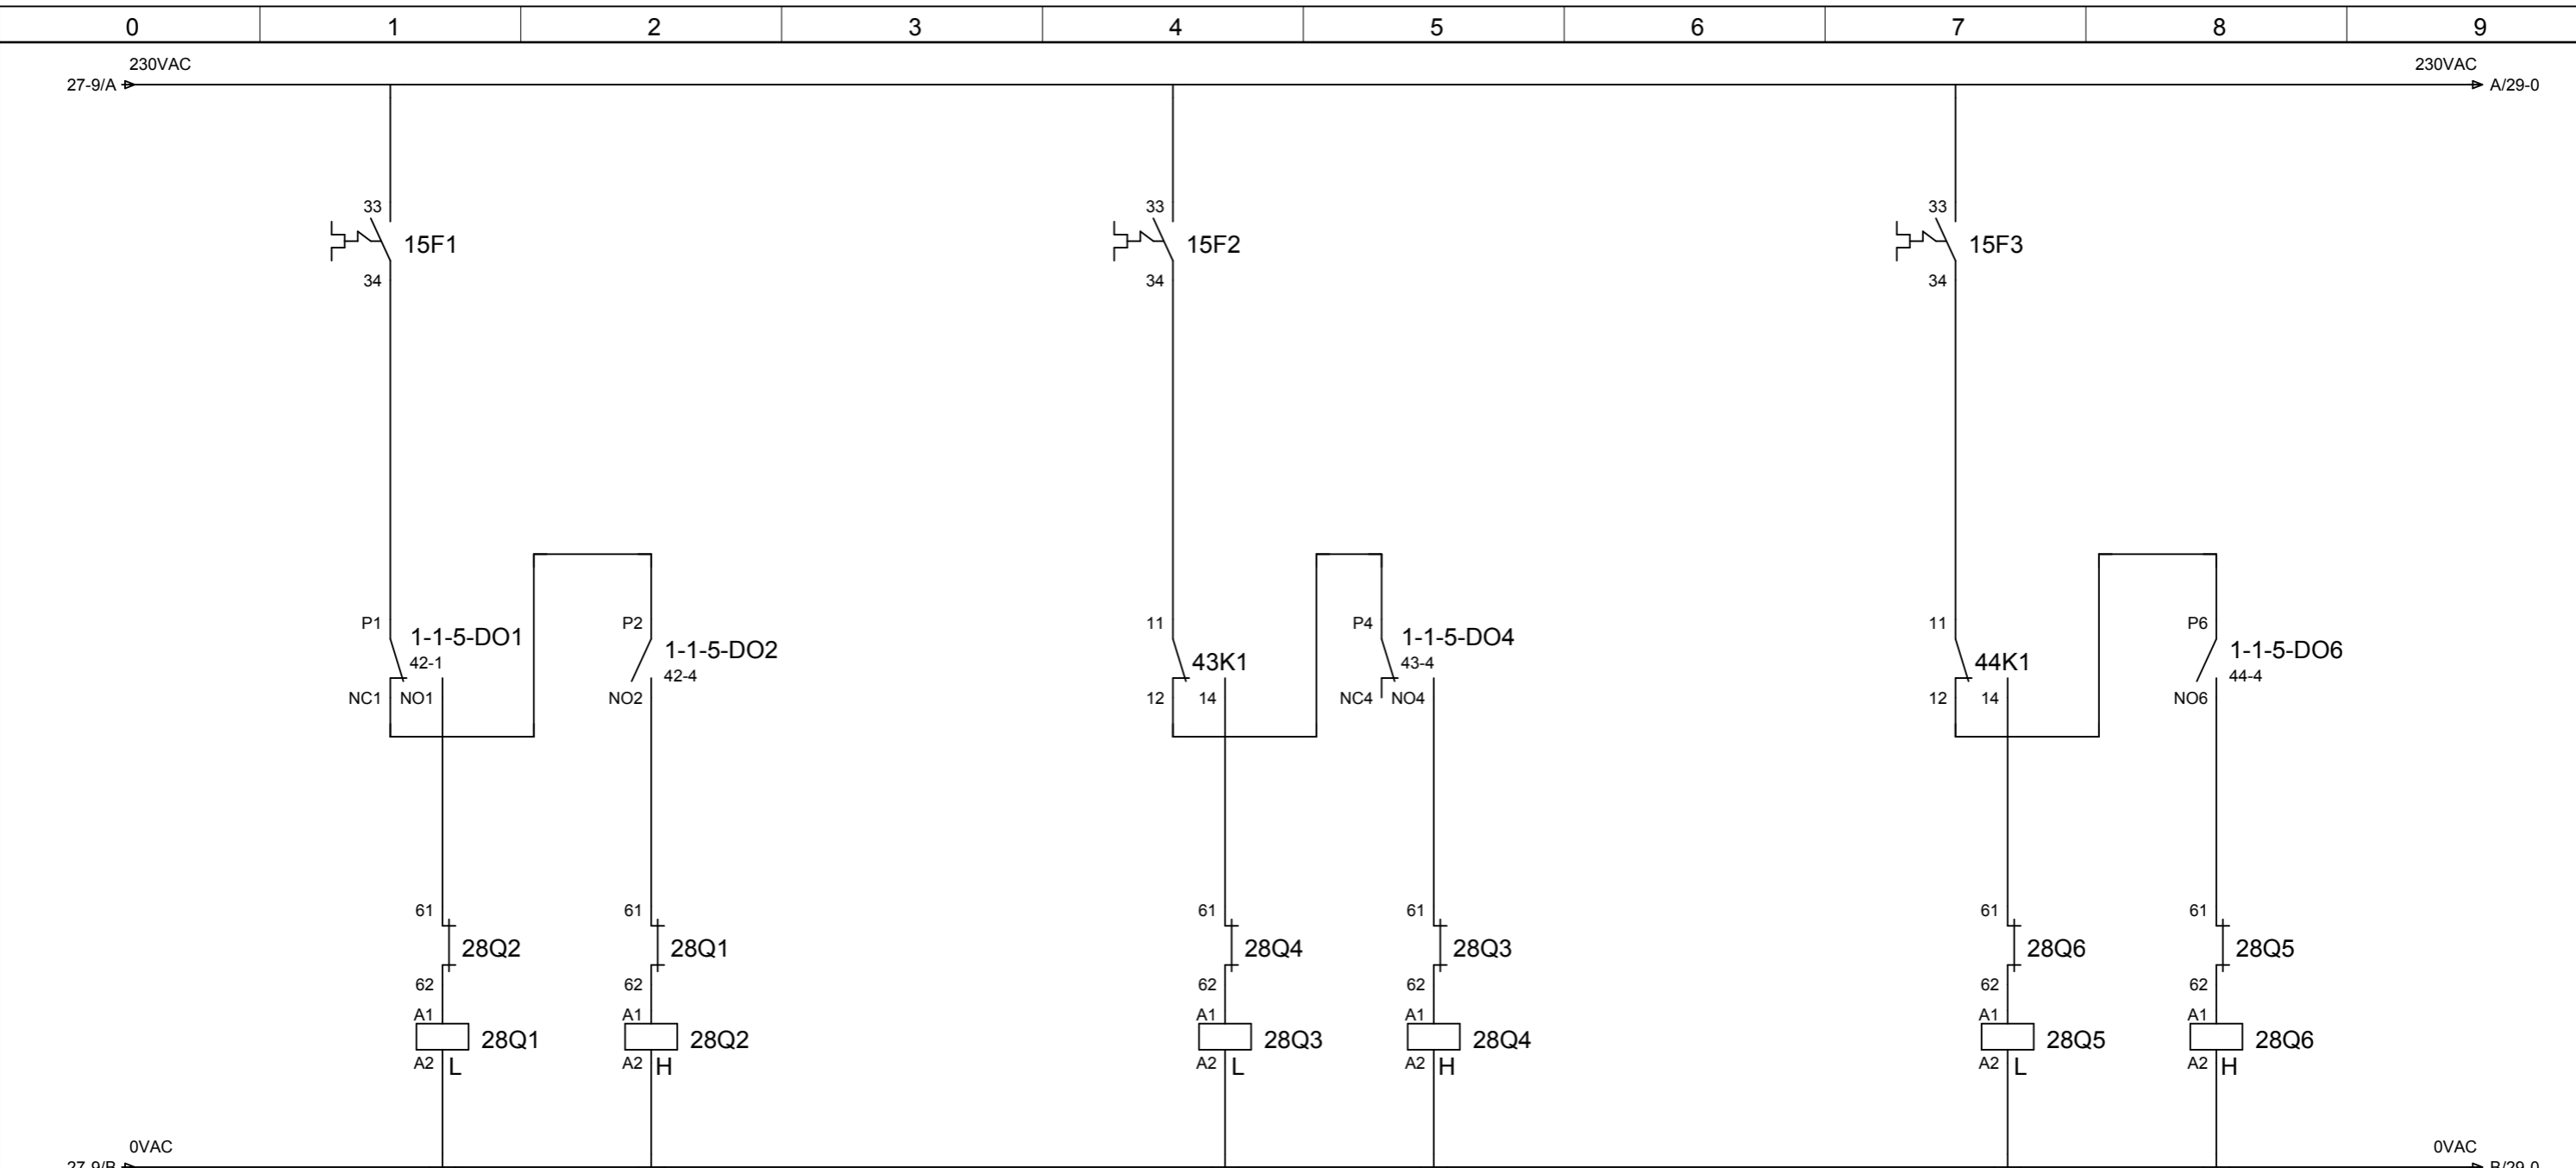 0 1 2 3 4 5 6 7 8 9
230VAC 230VAC
27-9/A A/29-0
33 33 33
15F1 15F2 15F3
34 34 34
P1 P2 11 P4 11 P6
1-1-5-DO1 1-1-5-DO4
1-1-5-DO2 1-1-5-DO6
42-1 43K1 43-4 44K1
42-4 44-4
NC1 NO1 NO2 12 14 NC4 NO4 12 14 NO6
61 61 61 61 61 61
28Q2 28Q1 28Q4 28Q3 28Q6 28Q5
62 62 62 62 62 62
A1 A1 A1 A1 A1 A1
28Q1 28Q2 28Q3 28Q4 28Q5 28Q6
A2 L A2 H A2 L A2 H A2 L A2 H
0VAC 0VAC
27-9/B B/29-0